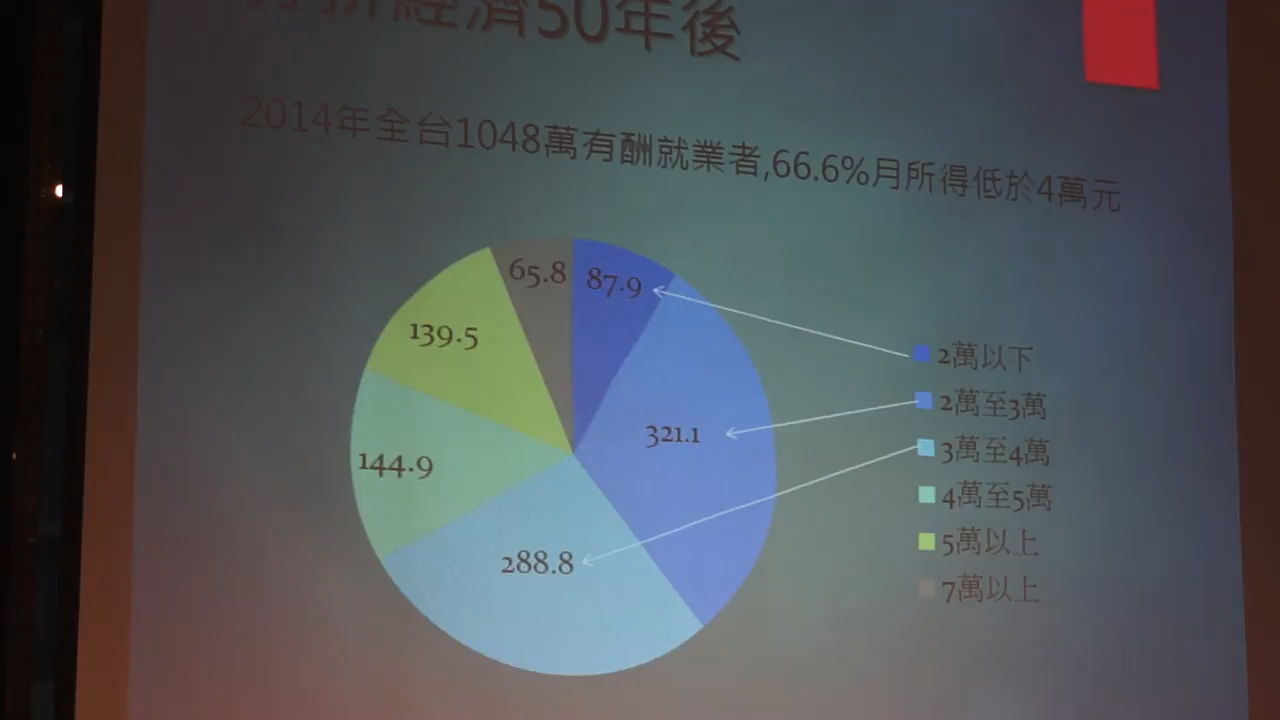 經濟50年後
2014年全台1048萬有酬就業者,66.6%月所得低於4萬元
65.8
87.9
139.5
321.1
144.9
288.8
2萬以下
2萬至3萬
3萬至4萬
4萬至5萬
5萬以上
7萬以上